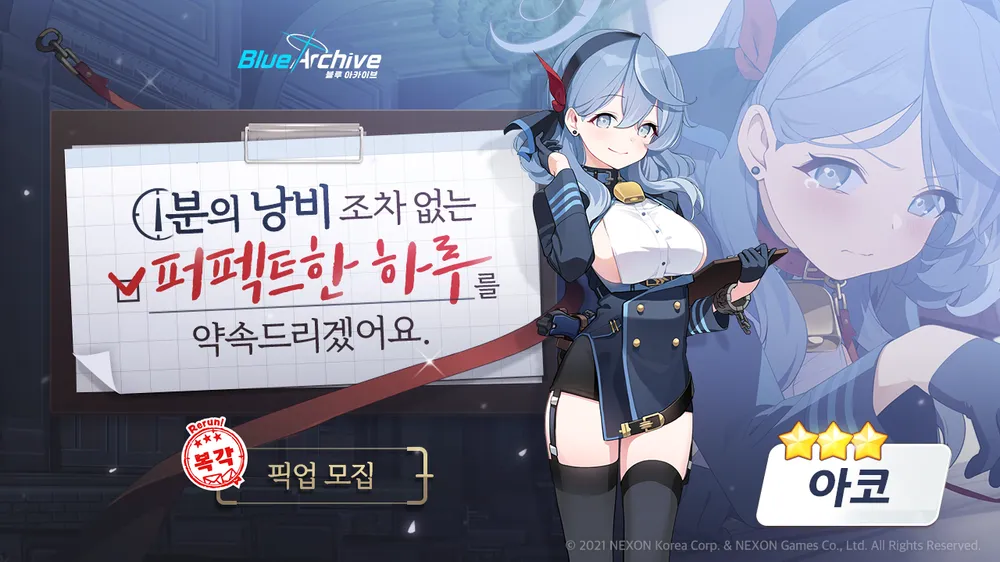 Blue Archive
블루 아카이브
1분의 낭비 조차 없는
퍼펙트한 하루를
약속드리겠어요.
Rerun!
복각
픽업 모집
아코
© 2021 NEXON Korea Corp. & NEXON Games Co., Ltd. All Rights Reserved.